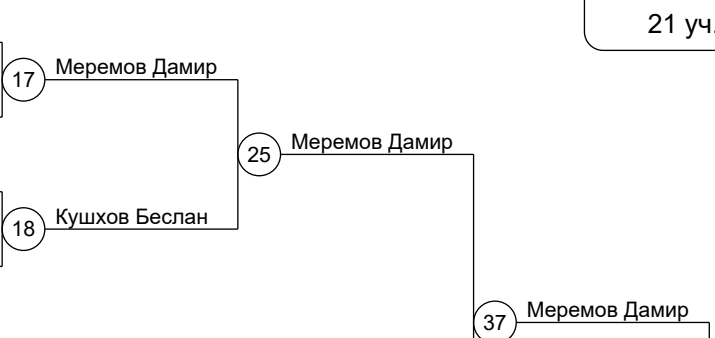 21 уч.
17 Меремов Дамир
25 Меремов Дамир
18 Кушхов Беслан
37 Меремов Дамир